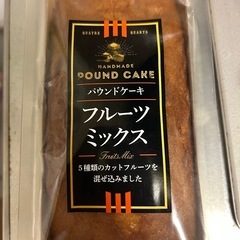 QUATRE QUARTS
HANDMADE
POUND CAKE
パウンドケーキ
フルーツ
ミックス
Fruits Mix
5種類のカットフルーツを
混ぜ込みました